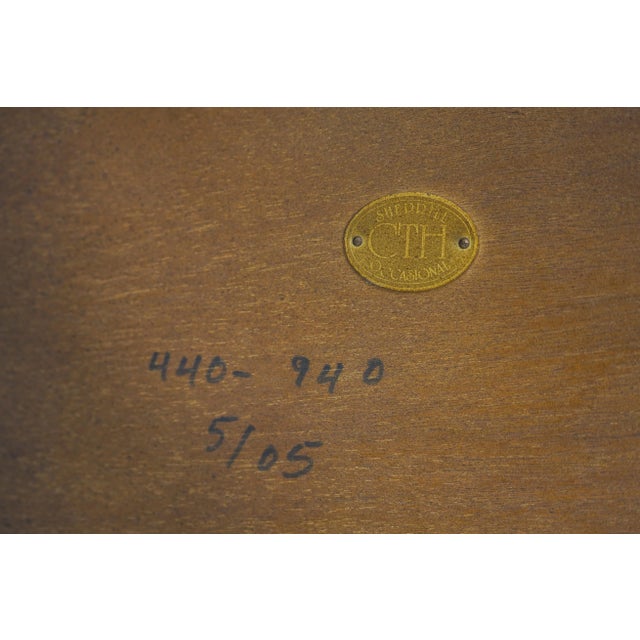 SHERRILL
CTH
OCCASIONAL
440- 940
5/05